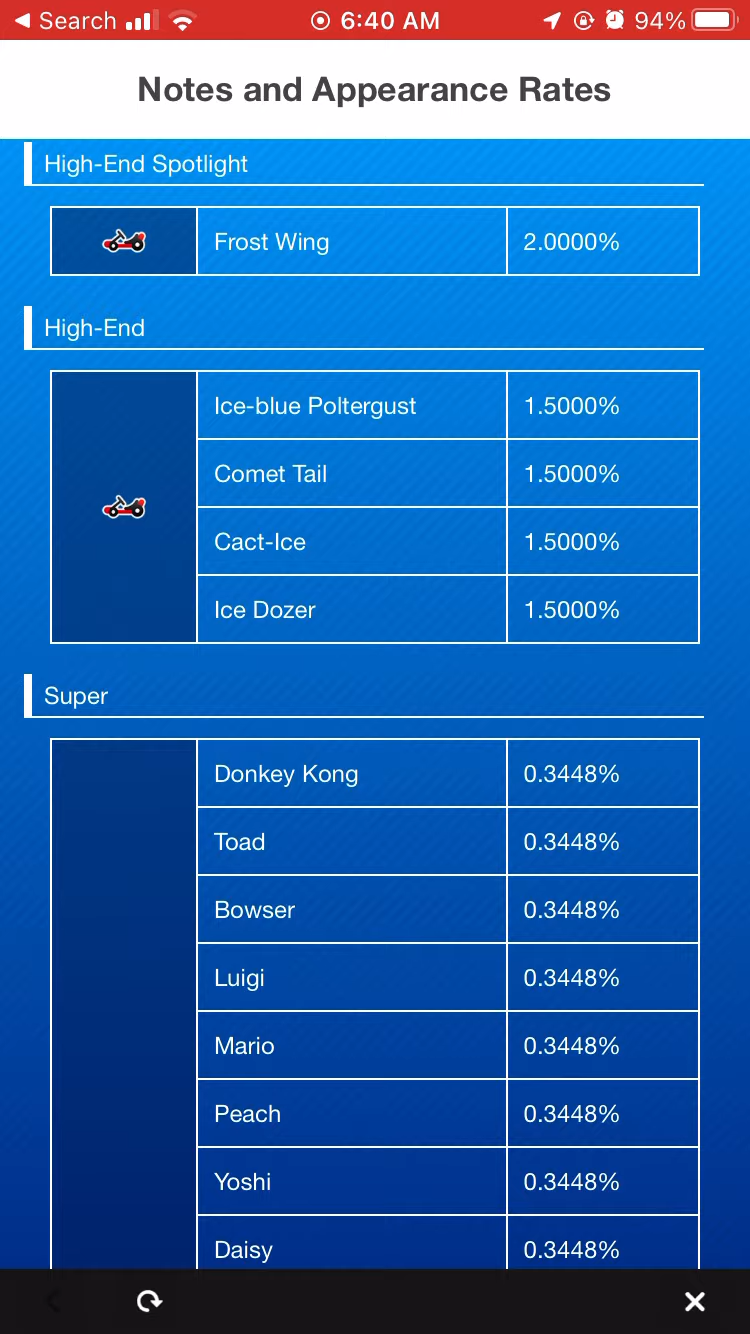 Search
6:40 AM
94%
Notes and Appearance Rates
High-End Spotlight
Frost Wing 2.0000%
High-End
Ice-blue Poltergust 1.5000%
Comet Tail 1.5000%
Cact-Ice 1.5000%
Ice Dozer 1.5000%
Super
Donkey Kong 0.3448%
Toad 0.3448%
Bowser 0.3448%
Luigi 0.3448%
Mario 0.3448%
Peach 0.3448%
Yoshi 0.3448%
Daisy 0.3448%